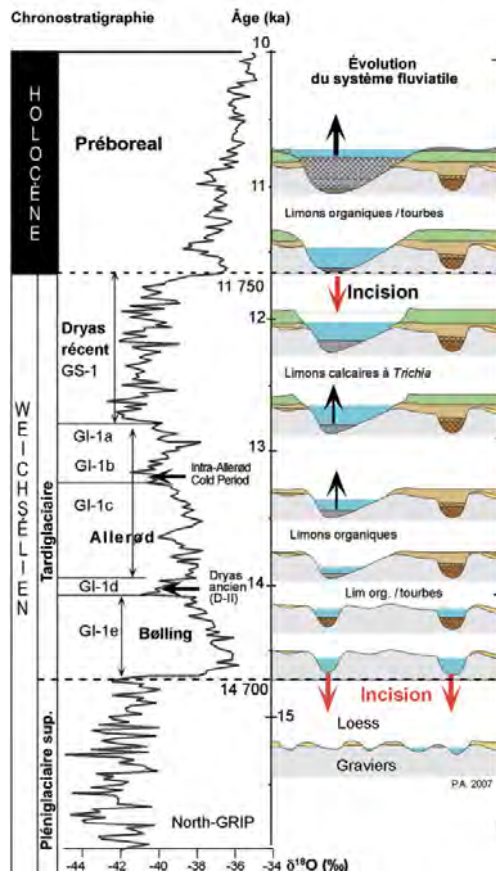 Chronostratigraphie
Âge (ka)
10
Évolution
du système fluviatile
HOLOCÈNE
Préboreal
11
Limons organiques / tourbes
11 750
Incision
12
Dryas
récent
GS-1
WEICHSÉLIEN
Tardiglaciaire
Limons calcaires à Trichia
GI-1a
13
GI-1b
Intra-Allerød
Cold Period
GI-1c
Allerød
Limons organiques
Dryas
ancien
(D-II)
14
GI-1d
Lim org. / tourbes
GI-1e
Bølling
14 700
Incision
15
Loess
Graviers
P.A. 2007
Pléniglaciaire sup.
North-GRIP
-44 -42 -40 -38 -36 -34 δ18O (‰)